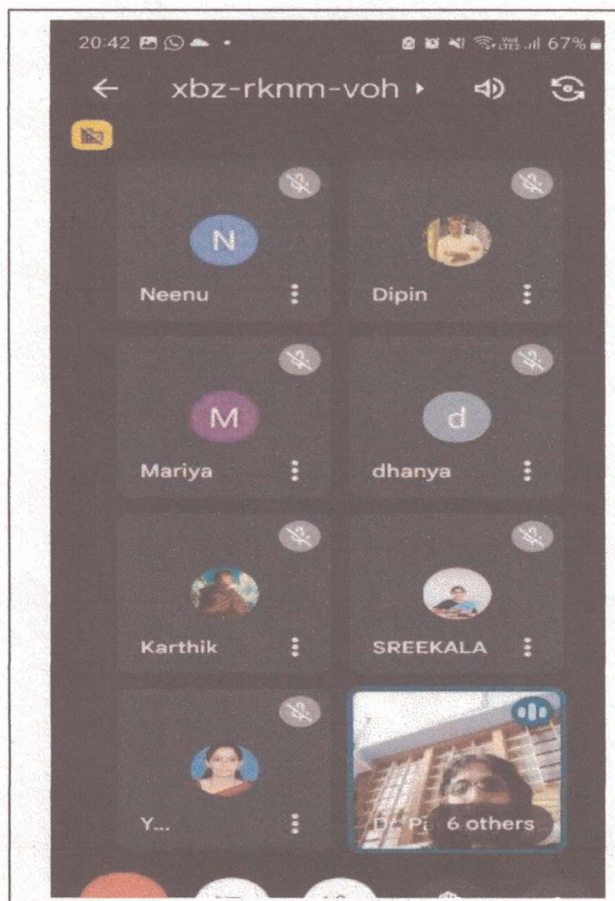 20:42 67%
xbz-rknm-voh
N
Neenu Dipin
M d
Mariya dhanya
Karthik SREEKALA
Y... 6 others